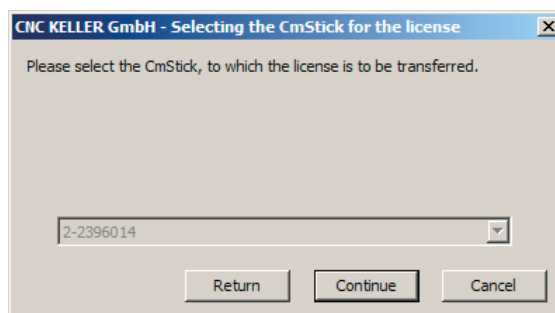 CNC KELLER GmbH - Selecting the CmStick for the license
Please select the CmStick, to which the license is to be transferred.
2-2396014
Return Continue Cancel